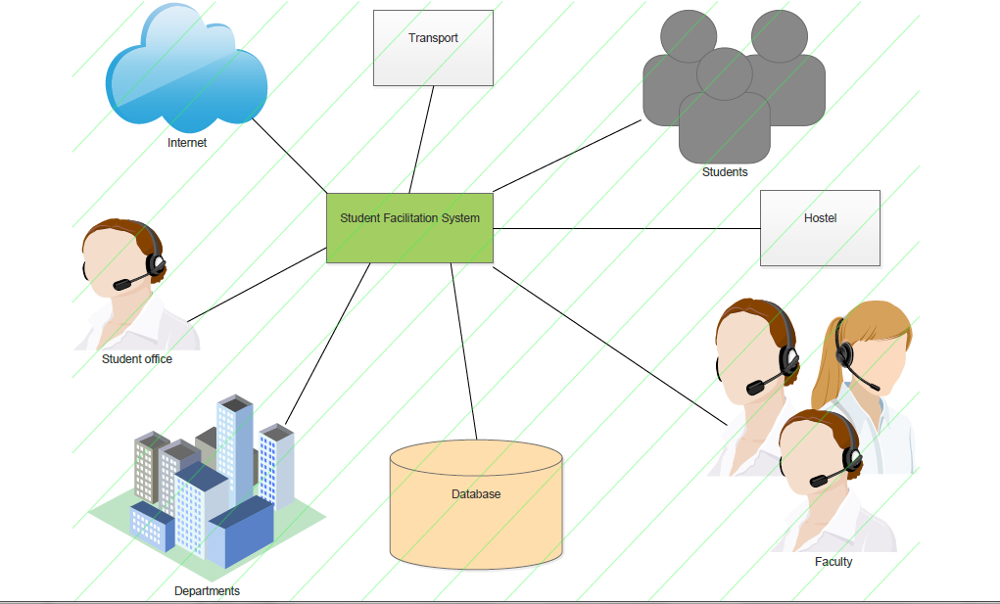 Transport
Internet
Students
Student Facilitation System
Hostel
Student office
Database
Faculty
Departments